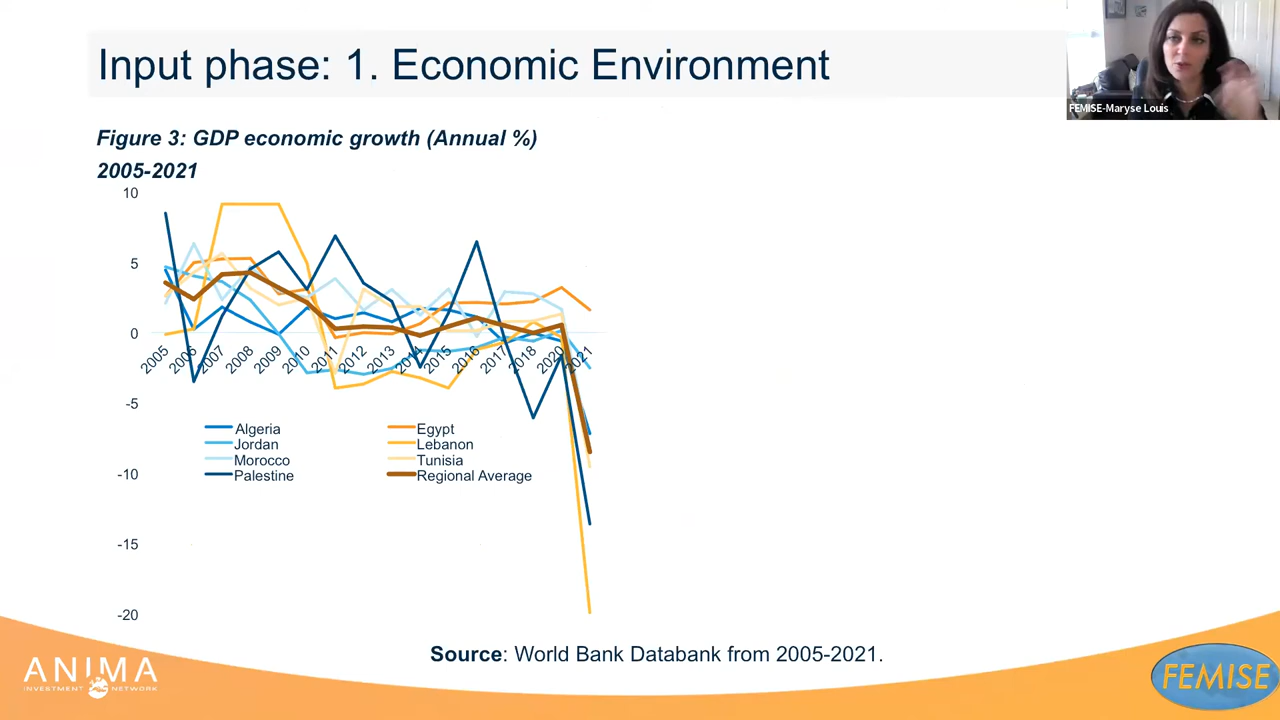 Input phase: 1. Economic Environment
FEMISE-Maryse Louis
Figure 3: GDP economic growth (Annual %)
2005-2021
10
5
0
-5
-10
-15
-20
2005
2006
2007
2008
2009
2010
2011
2012
2013
2014
2015
2016
2017
2018
2020
2021
Algeria
Egypt
Jordan
Lebanon
Morocco
Tunisia
Palestine
Regional Average
Source: World Bank Databank from 2005-2021.
ANIMA
INVESTMENT NETWORK
FEMISE